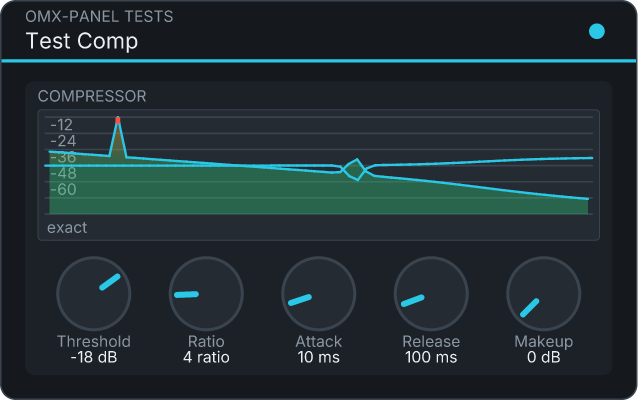 OMX-PANEL TESTS
Test Comp
COMPRESSOR
-12
-24
-36
-48
-60
exact
Threshold Ratio Attack Release Makeup
-18 dB 4 ratio 10 ms 100 ms 0 dB